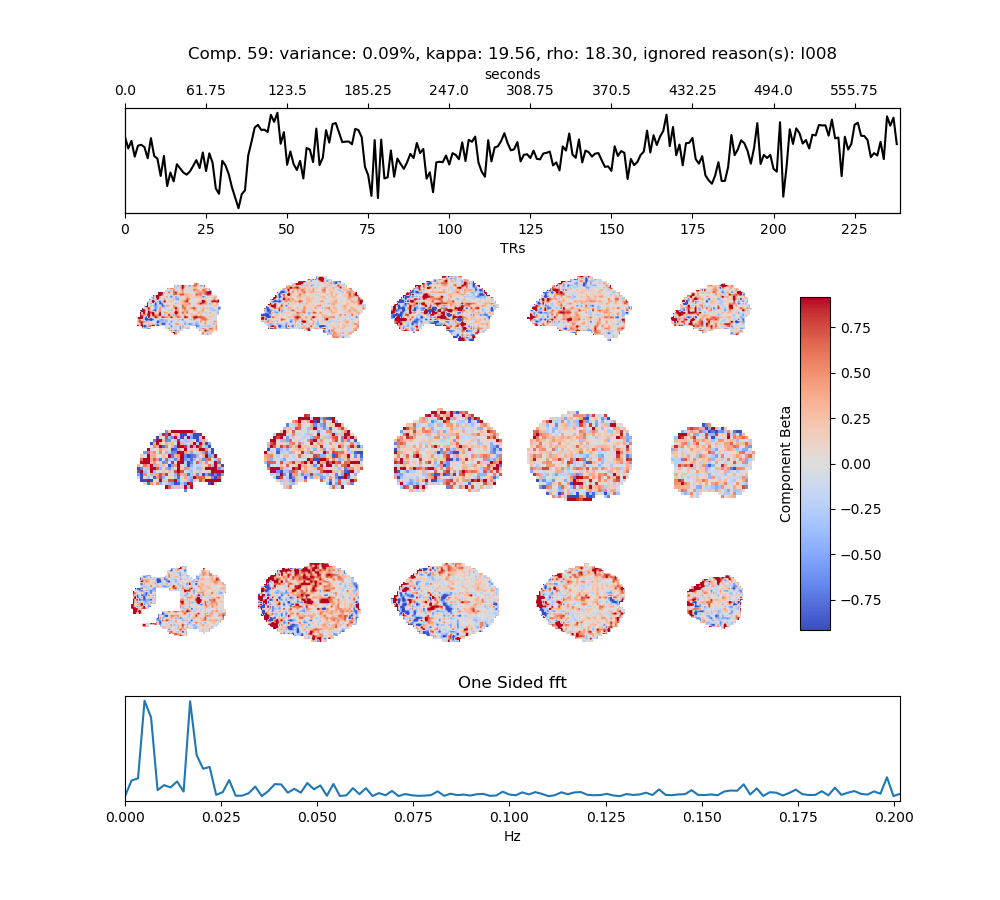 Comp. 59: variance: 0.09%, kappa: 19.56, rho: 18.30, ignored reason(s): I008
seconds
0.0 61.75 123.5 185.25 247.0 308.75 370.5 432.25 494.0 555.75
0 25 50 75 100 125 150 175 200 225
TRs
0.75
0.50
0.25
0.00
−0.25
−0.50
−0.75
Component Beta
One Sided fft
0.000 0.025 0.050 0.075 0.100 0.125 0.150 0.175 0.200
Hz